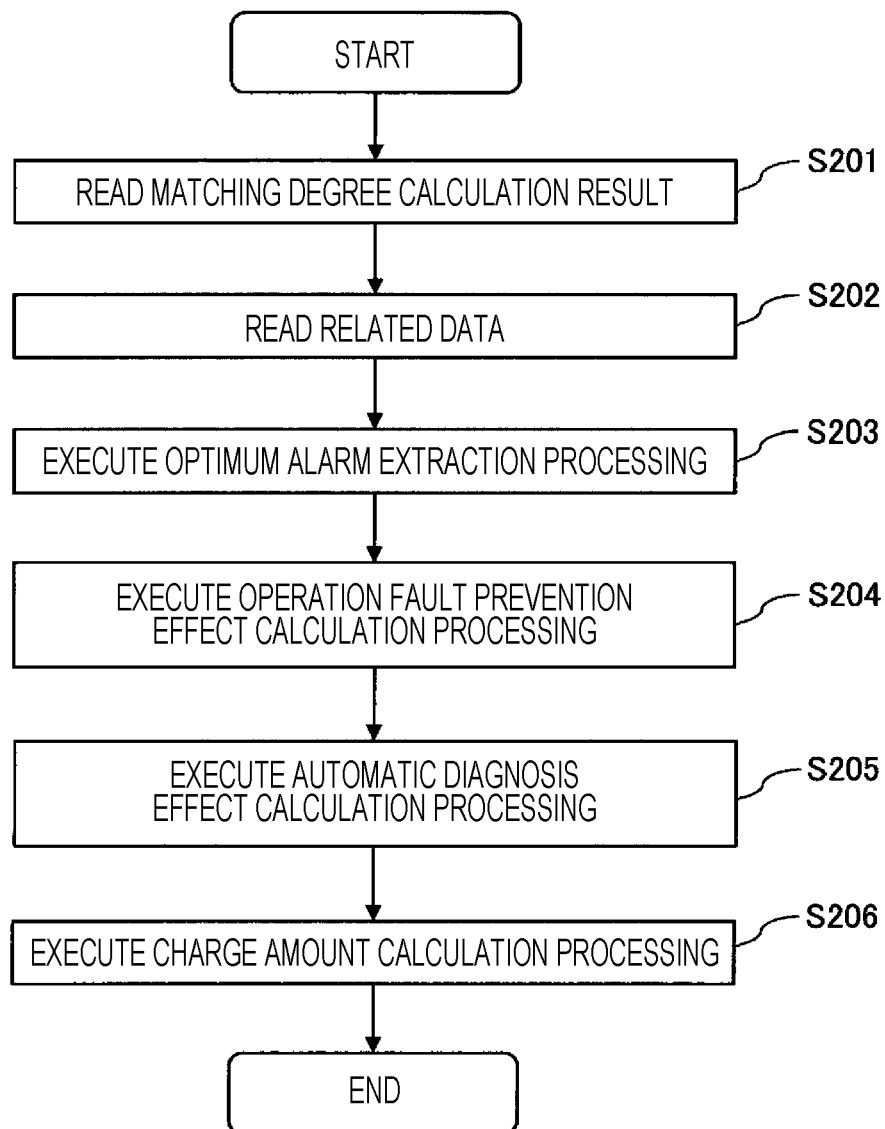 START
READ MATCHING DEGREE CALCULATION RESULT
S201
READ RELATED DATA
S202
EXECUTE OPTIMUM ALARM EXTRACTION PROCESSING
S203
EXECUTE OPERATION FAULT PREVENTION
EFFECT CALCULATION PROCESSING
S204
EXECUTE AUTOMATIC DIAGNOSIS
EFFECT CALCULATION PROCESSING
S205
EXECUTE CHARGE AMOUNT CALCULATION PROCESSING
S206
END